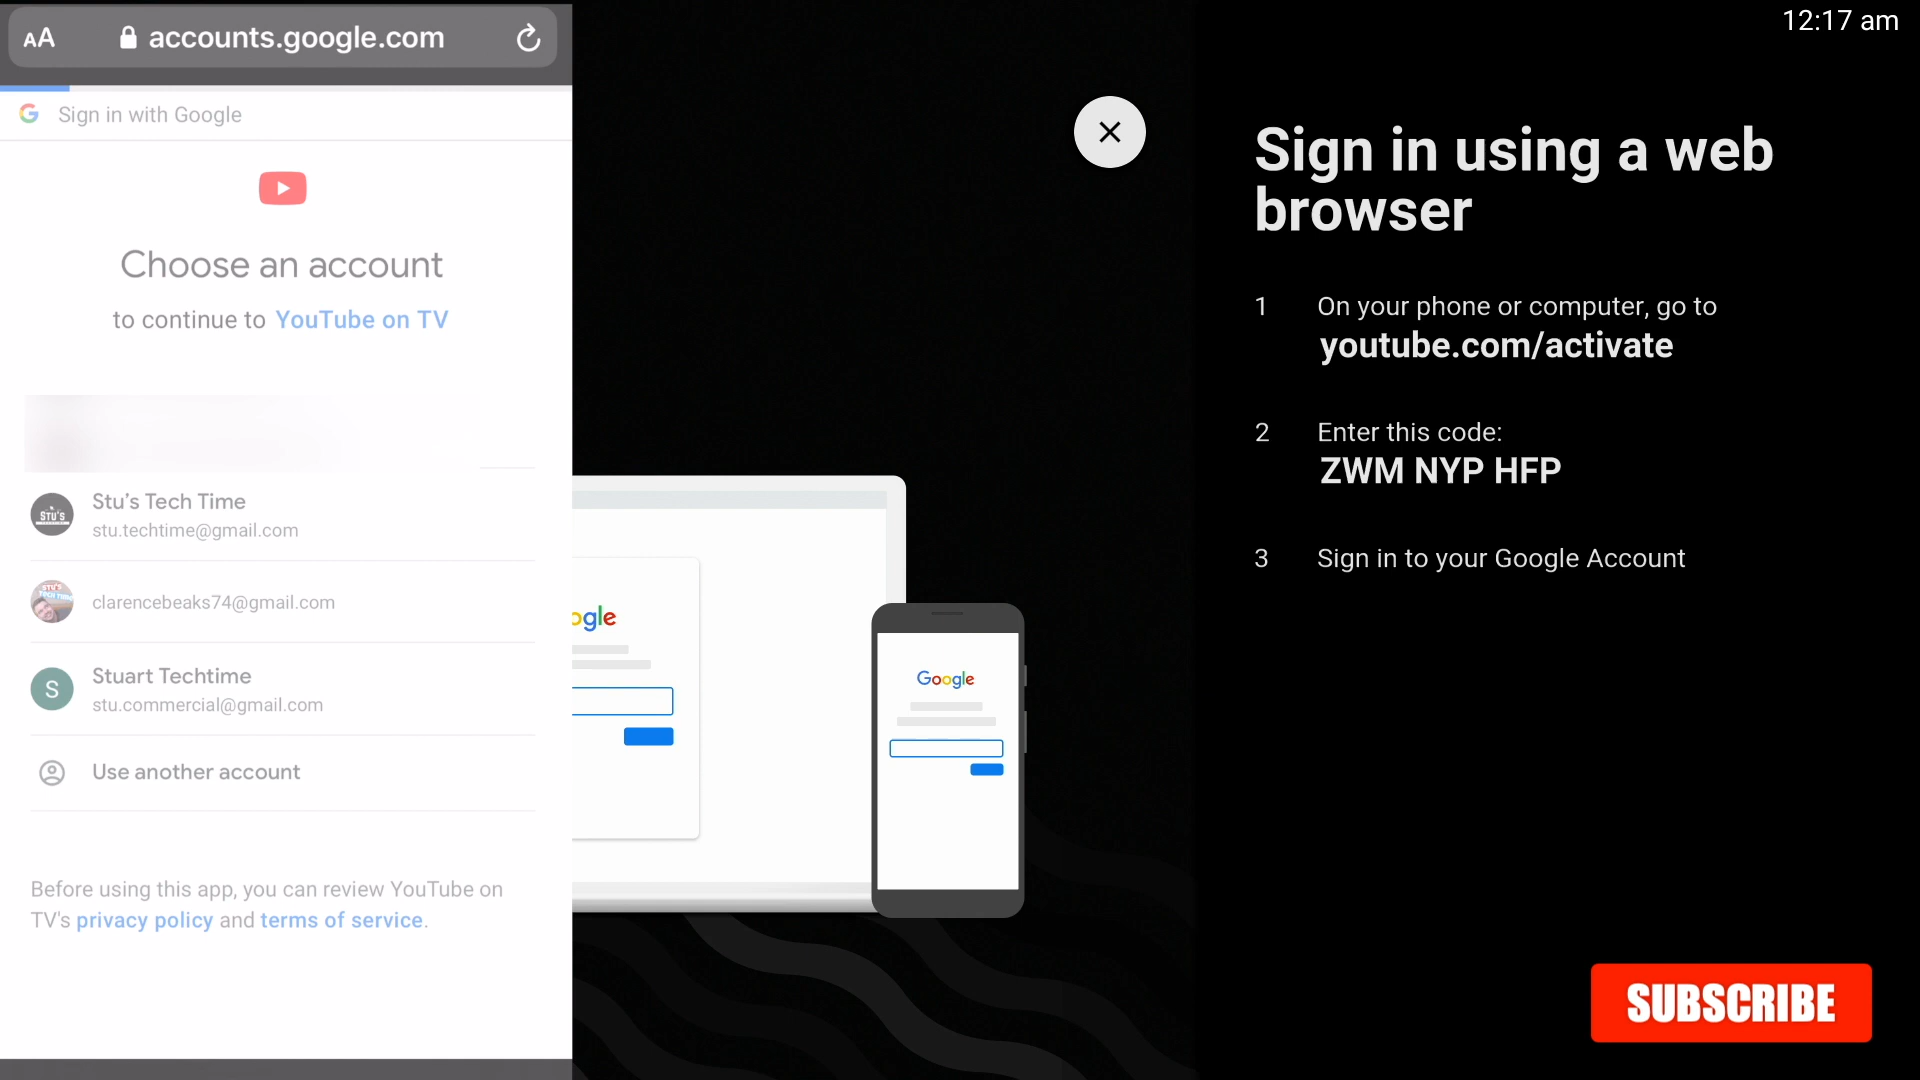 AA accounts.google.com
Sign in with Google
Choose an account
to continue to YouTube on TV
STU'S
Stu's Tech Time
stu.techtime@gmail.com
clarencebeaks74@gmail.com
S
Stuart Techtime
stu.commercial@gmail.com
Use another account
Before using this app, you can review YouTube on
TV's privacy policy and terms of service.
ogle
Google
12:17 am
Sign in using a web
browser
1 On your phone or computer, go to
youtube.com/activate
2 Enter this code:
ZWM NYP HFP
3 Sign in to your Google Account
SUBSCRIBE